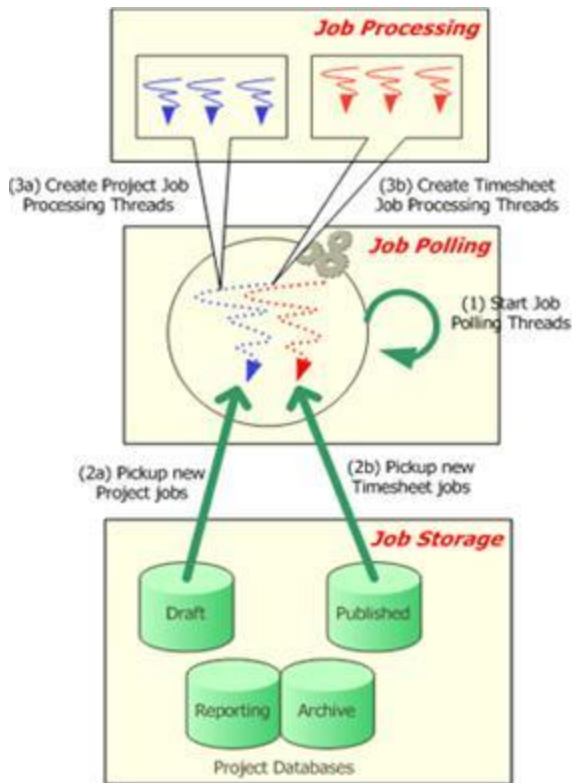 Job Processing
(3a) Create Project Job
Processing Threads
(3b) Create Timesheet
Job Processing Threads
Job Polling
(1) Start Job
Polling Threads
(2a) Pickup new
Project jobs
(2b) Pickup new
Timesheet jobs
Job Storage
Draft
Published
Reporting
Archive
Project Databases